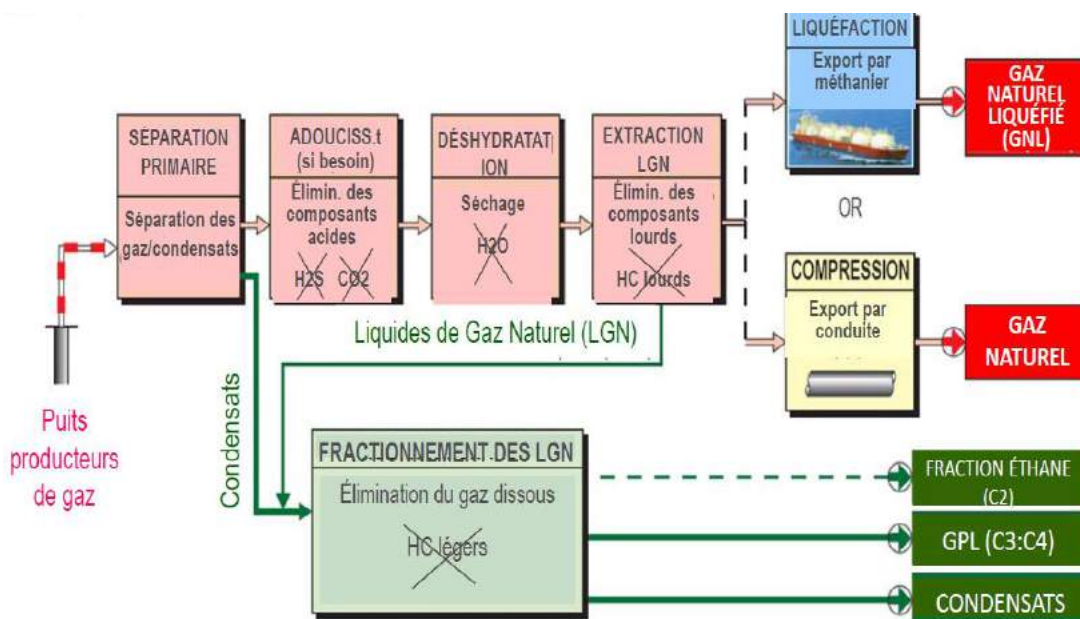 LIQUÉFACTION
Export par
méthanier
GAZ
NATUREL
LIQUÉFIÉ
(GNL)
SÉPARATION
PRIMAIRE
Séparation des
gaz/condensats
ADOUCISS.t
(si besoin)
Élimin. des
composants
acides
H2S CO2
DÉSHYDRATAT
ION
Séchage
H2O
EXTRACTION
LGN
Élimin. des
composants
lourds
HC lourds
OR
COMPRESSION
Export par
conduite
GAZ
NATUREL
Liquides de Gaz Naturel (LGN)
Condensats
Puits
producteurs
de gaz
FRACTIONNEMENT DES LGN
Élimination du gaz dissous
HC légers
FRACTION ÉTHANE
(C2)
GPL (C3:C4)
CONDENSATS